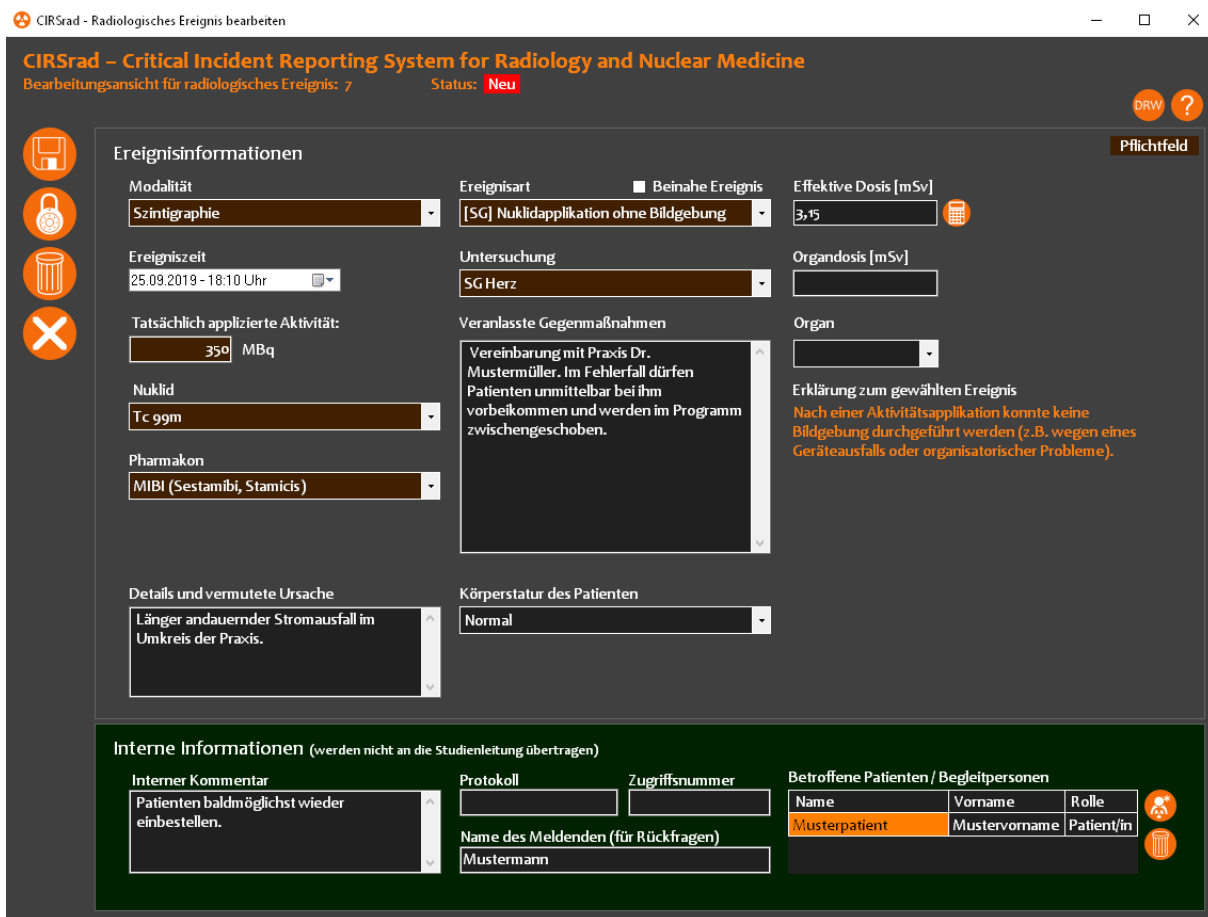 CIRSrad - Radiologisches Ereignis bearbeiten
CIRSrad – Critical Incident Reporting System for Radiology and Nuclear Medicine
Bearbeitungsansicht für radiologisches Ereignis: 7 Status: Neu
DRW ?
Ereignisinformationen
Pflichtfeld
Modalität
Szintigraphie
Ereigniszeit
25.09.2019 - 18:10 Uhr
Tatsächlich applizierte Aktivität:
350 MBq
Nuklid
Tc 99m
Pharmakon
MIBI (Sestamibi, Stamicis)
Details und vermutete Ursache
Länger andauernder Stromausfall im
Umkreis der Praxis.
Ereignisart Beinahe Ereignis
[SG] Nuklidapplikation ohne Bildgebung
Untersuchung
SG Herz
Veranlasste Gegenmaßnahmen
Vereinbarung mit Praxis Dr.
Mustermüller. Im Fehlerfall dürfen
Patienten unmittelbar bei ihm
vorbeikommen und werden im Programm
zwischengeschoben.
Körperstatur des Patienten
Normal
Effektive Dosis [mSv]
3,15
Organdosis [mSv]
Organ
Erklärung zum gewählten Ereignis
Nach einer Aktivitätsapplikation konnte keine
Bildgebung durchgeführt werden (z.B. wegen eines
Geräteausfalls oder organisatorischer Probleme).
Interne Informationen (werden nicht an die Studienleitung übertragen)
Interner Kommentar
Patienten baldmöglichst wieder
einbestellen.
Protokoll Zugriffsnummer
Name des Meldenden (für Rückfragen)
Mustermann
Betroffene Patienten / Begleitpersonen
Name Vorname Rolle
Musterpatient Mustervorname Patient/in